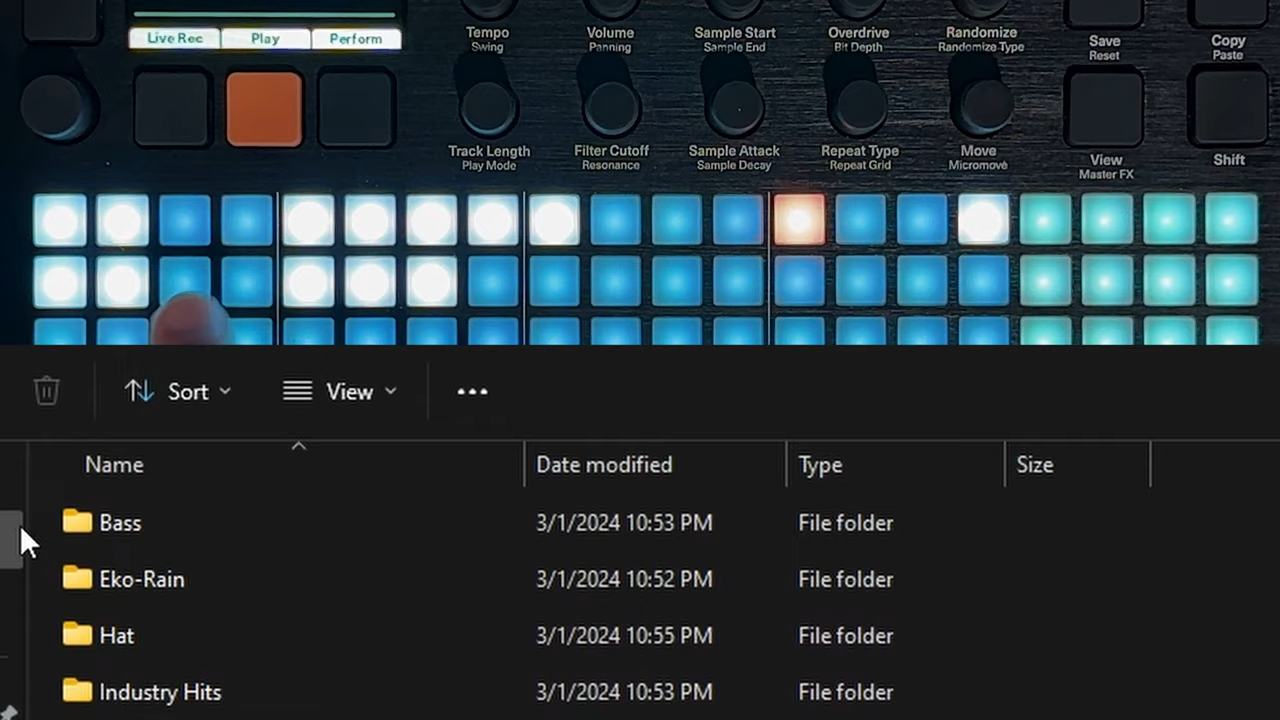 Live Rec Play Perform
Tempo Volume Sample Start Overdrive Randomize
Swing Panning Sample End Bit Depth Randomize Type
Save Copy
Reset Paste
Track Length Filter Cutoff Sample Attack Repeat Type Move
Play Mode Resonance Sample Decay Repeat Grid Micromove
View Shift
Master FX
Sort View
Name Date modified Type Size
Bass 3/1/2024 10:53 PM File folder
Eko-Rain 3/1/2024 10:52 PM File folder
Hat 3/1/2024 10:55 PM File folder
Industry Hits 3/1/2024 10:53 PM File folder